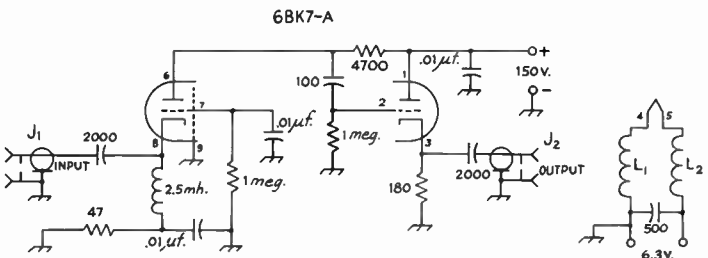 6BK7-A
6
7
8
9
1
2
3
4
5
4700
.01μf.
+
150 V.
-
100
.01μf.
1 meg.
J1
2000
INPUT
2.5mh.
1 meg.
47
.01μf.
180
2000
J2
OUTPUT
L1
L2
500
6.3V.